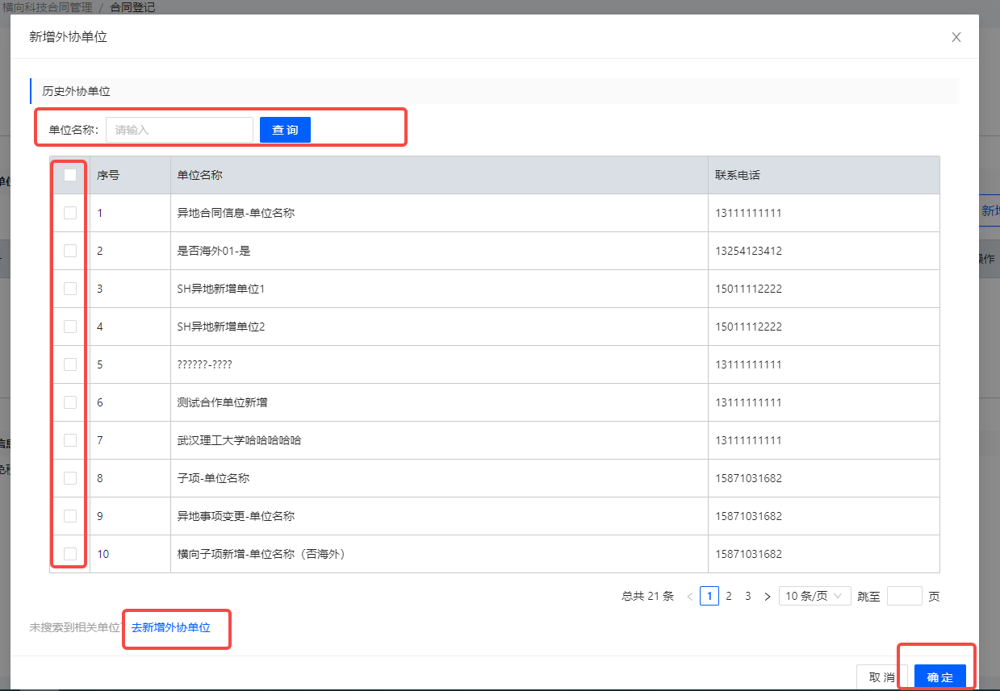 横向科技合同管理 / 合同登记
新增外协单位
历史外协单位
单位名称: 请输入 查 询
序号 单位名称 联系电话
1 异地合同信息-单位名称 13111111111
2 是否海外01-是 13254123412
3 SH异地新增单位1 15011112222
4 SH异地新增单位2 15011112222
5 ??????-???? 13111111111
6 测试合作单位新增 13111111111
7 武汉理工大学哈哈哈哈哈 13111111111
8 子项-单位名称 15871031682
9 异地事项变更-单位名称 15871031682
10 横向子项新增-单位名称（否海外） 15871031682
总共 21 条 < 1 2 3 > 10 条/页 跳至 页
未搜索到相关单位 去新增外协单位
取 消 确 定
新增
操作